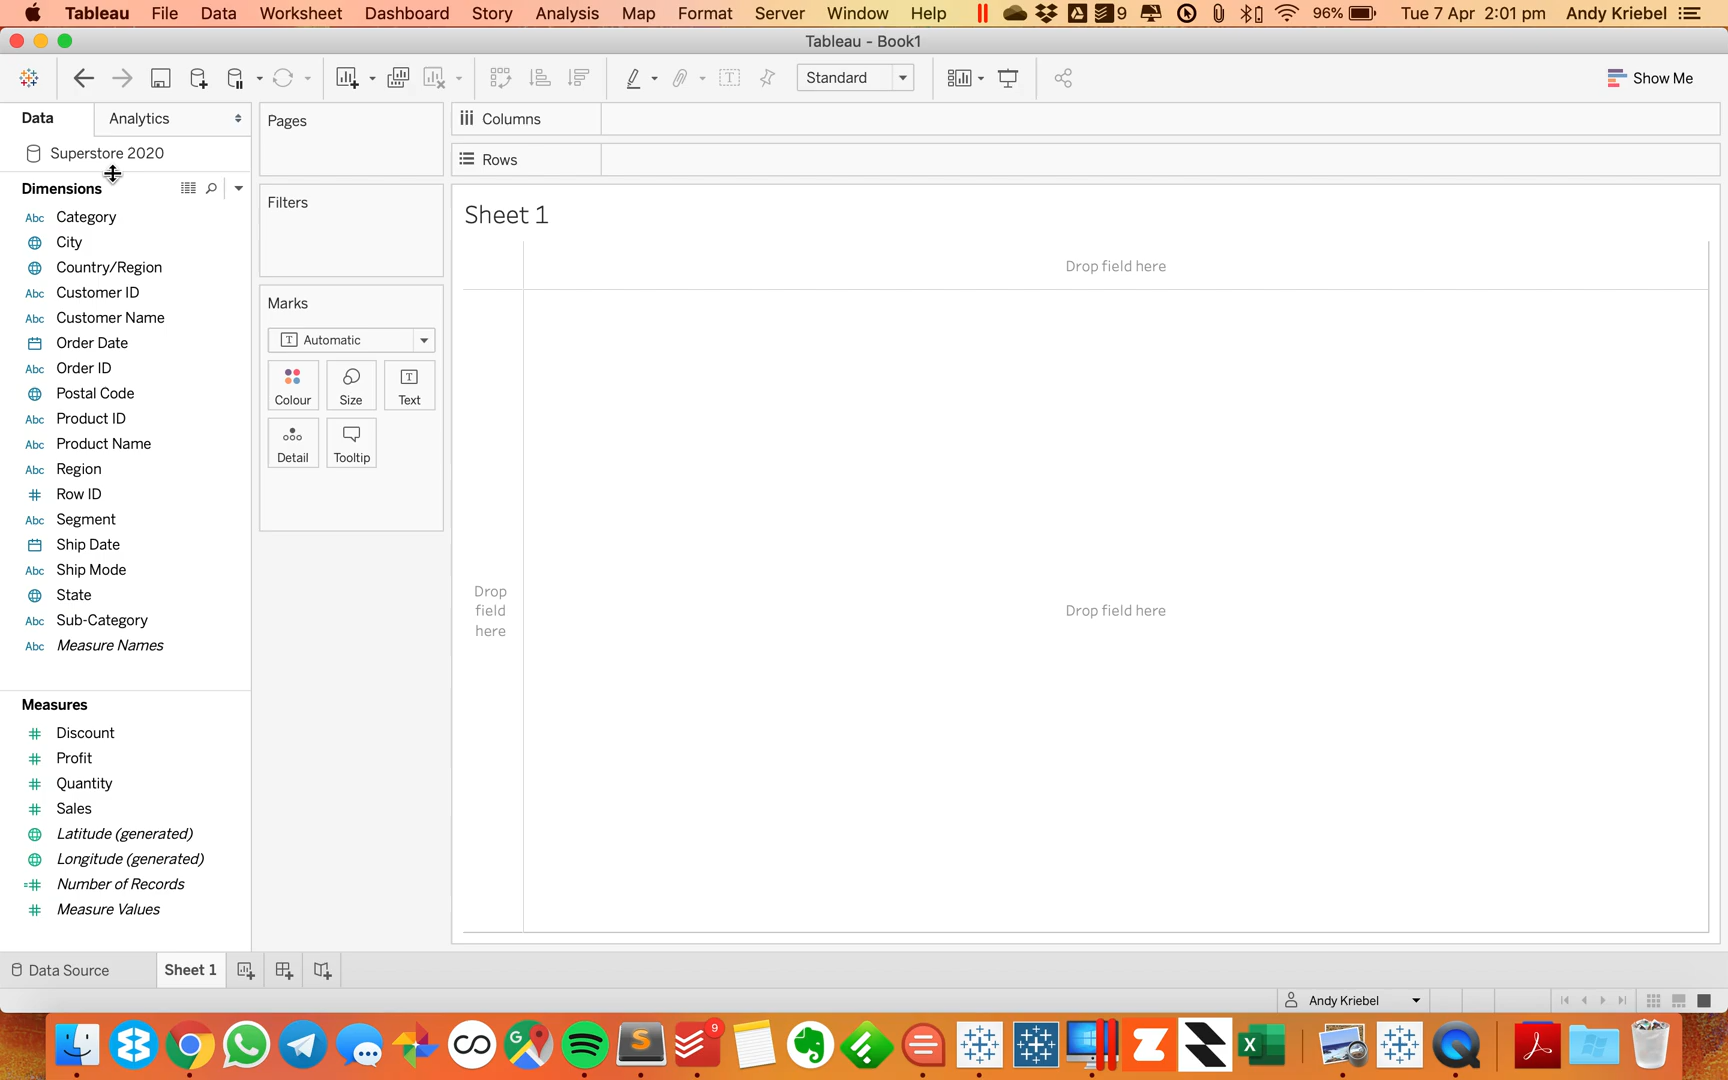 Tableau File Data Worksheet Dashboard Story Analysis Map Format Server Window Help 9 96% Tue 7 Apr 2:01 pm Andy Kriebel
Tableau - Book1
Standard Show Me
Data Analytics
Superstore 2020
Dimensions
Abc Category
City
Country/Region
Abc Customer ID
Abc Customer Name
Order Date
Abc Order ID
Postal Code
Abc Product ID
Abc Product Name
Abc Region
# Row ID
Abc Segment
Ship Date
Abc Ship Mode
State
Abc Sub-Category
Abc Measure Names
Measures
# Discount
# Profit
# Quantity
# Sales
Latitude (generated)
Longitude (generated)
=# Number of Records
# Measure Values
Pages
Filters
Marks
T Automatic
Colour Size T Text
Detail Tooltip
Columns
Rows
Sheet 1
Drop field here
Drop
field
here
Drop field here
Data Source Sheet 1
Andy Kriebel
S 9 X